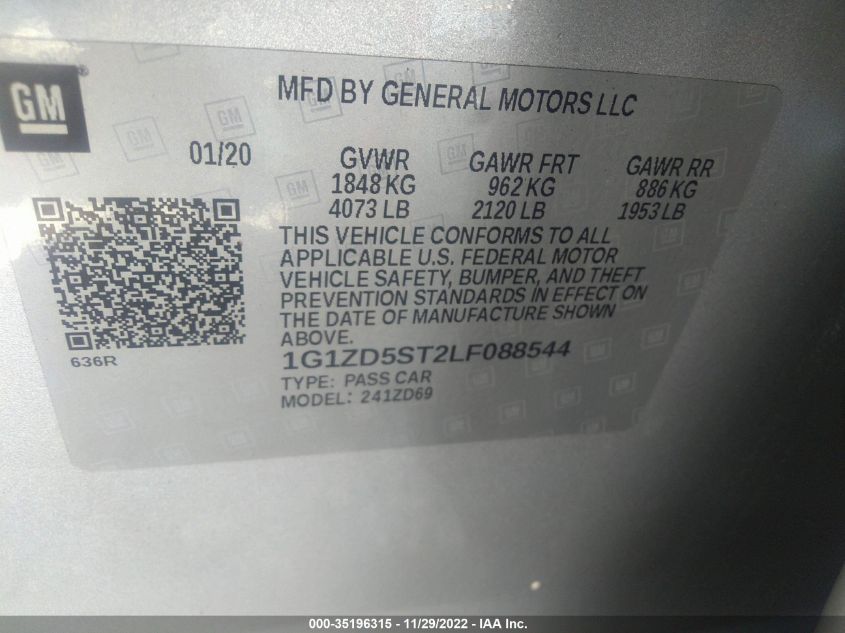 GM
MFD BY GENERAL MOTORS LLC
01/20
GVWR GAWR FRT GAWR RR
1848 KG 962 KG 886 KG
4073 LB 2120 LB 1953 LB
THIS VEHICLE CONFORMS TO ALL
APPLICABLE U.S. FEDERAL MOTOR
VEHICLE SAFETY, BUMPER, AND THEFT
PREVENTION STANDARDS IN EFFECT ON
THE DATE OF MANUFACTURE SHOWN
ABOVE.
636R
1G1ZD5ST2LF088544
TYPE: PASS CAR
MODEL: 241ZD69
000-35196315 - 11/29/2022 - IAA Inc.